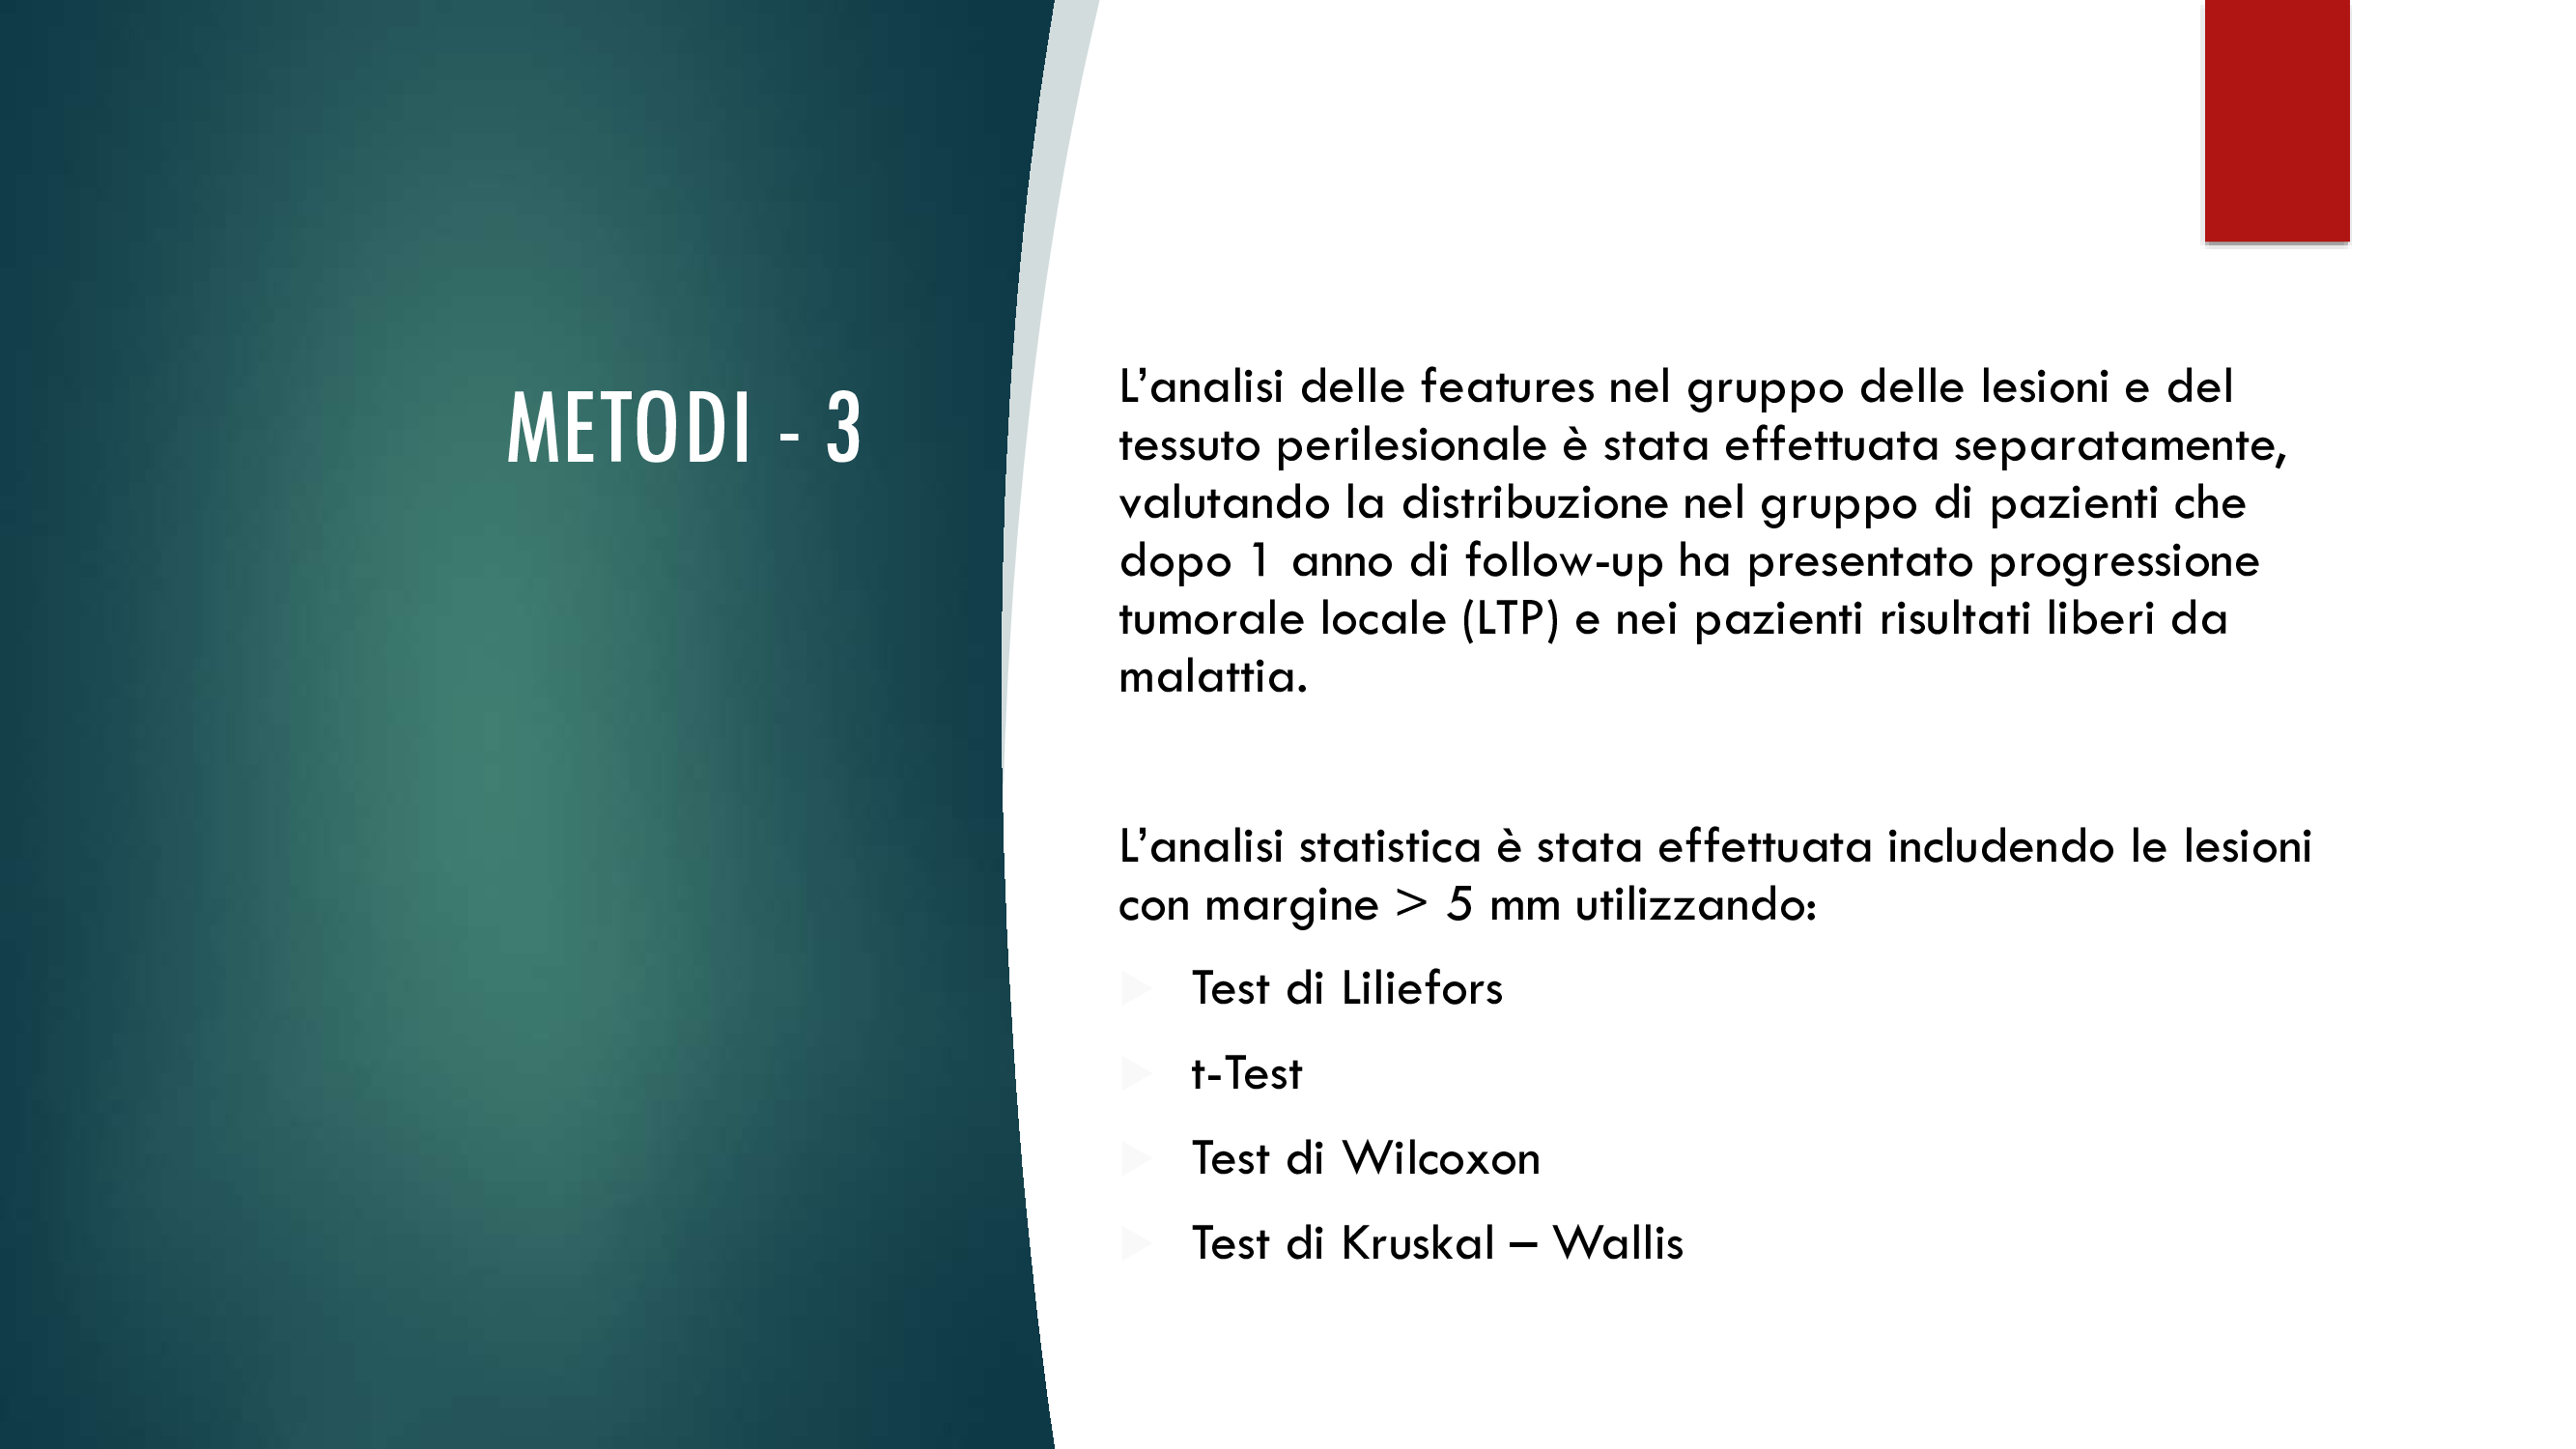 METODI - 3
L’analisi delle features nel gruppo delle lesioni e del
tessuto perilesionale è stata effettuata separatamente,
valutando la distribuzione nel gruppo di pazienti che
dopo 1 anno di follow-up ha presentato progressione
tumorale locale (LTP) e nei pazienti risultati liberi da
malattia.
L’analisi statistica è stata effettuata includendo le lesioni
con margine > 5 mm utilizzando:
Test di Liliefors
t-Test
Test di Wilcoxon
Test di Kruskal – Wallis